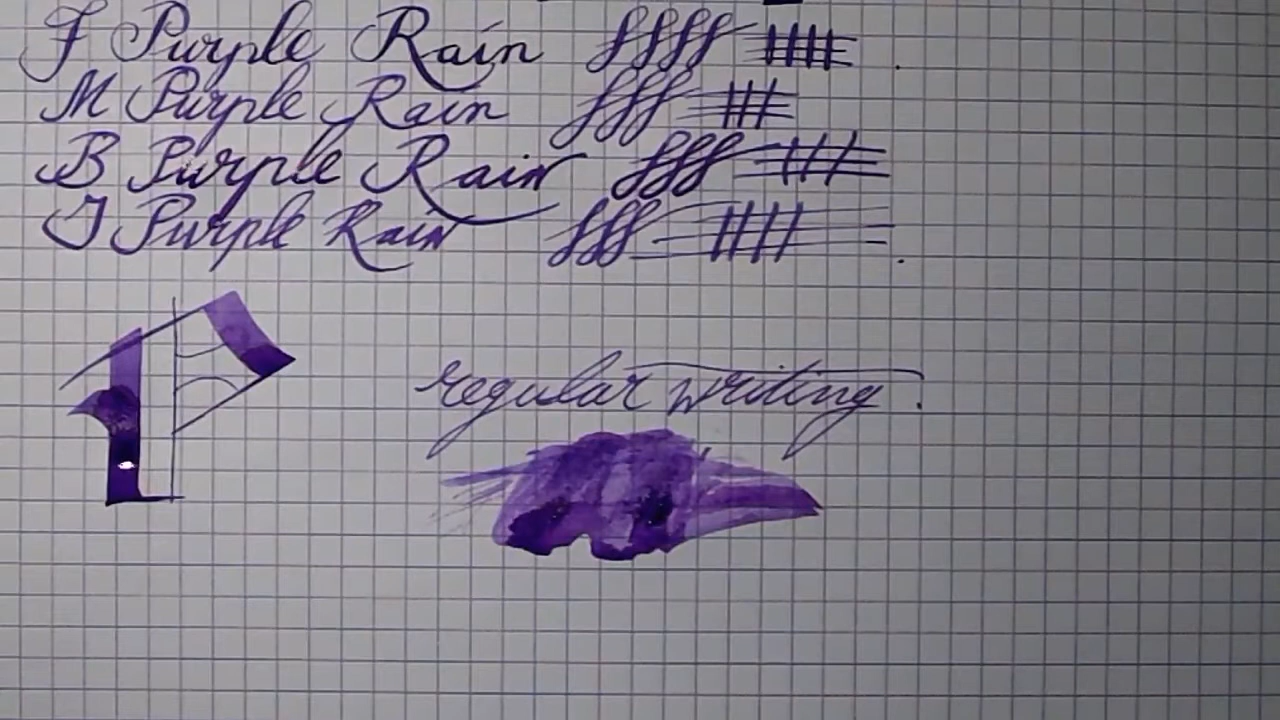 F Purple Rain
M Purple Rain
B Purple Rain
J Purple Rain
P
regular writing.